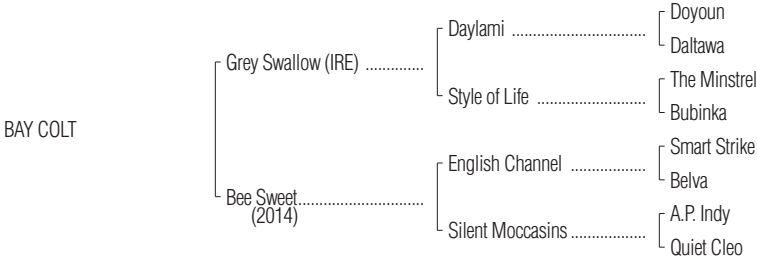 Doyoun
Daylami ................................
Daltawa
Grey Swallow (IRE) ..............
The Minstrel
Style of Life ..........................
Bubinka
BAY COLT
Smart Strike
English Channel ..................
Belva
Bee Sweet..............................
(2014)
A.P. Indy
Silent Moccasins ..................
Quiet Cleo